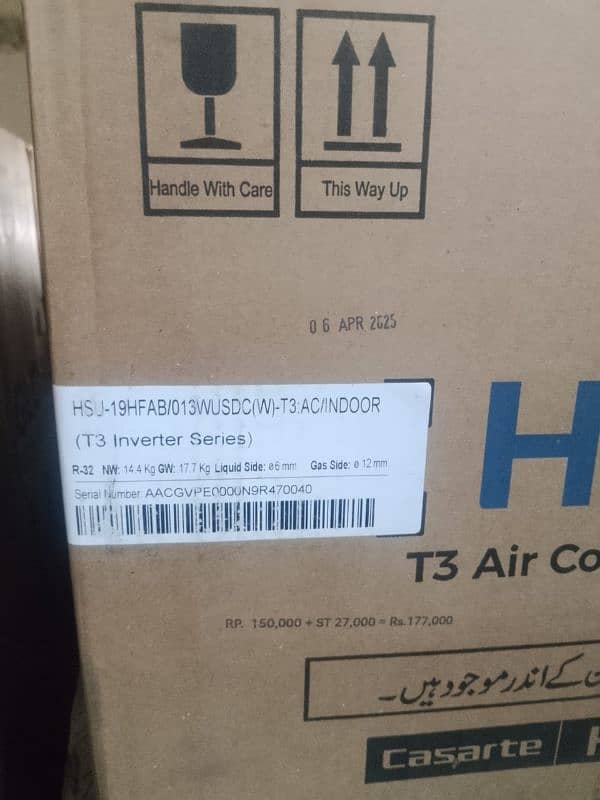 Handle With Care
This Way Up
06 APR 2025
HSU-19HFAB/013WUSDC(W)-T3:AC/INDOOR
(T3 Inverter Series)
R-32 NW: 14.4 Kg GW: 17.7 Kg Liquid Side: ø6 mm Gas Side: ø 12 mm
Serial Number: AACGVPE0000N9R470040
H
T3 Air Co
RP. 150,000 + ST 27,000 = Rs.177,000
کے اندر موجود ہیں۔
Casarte H